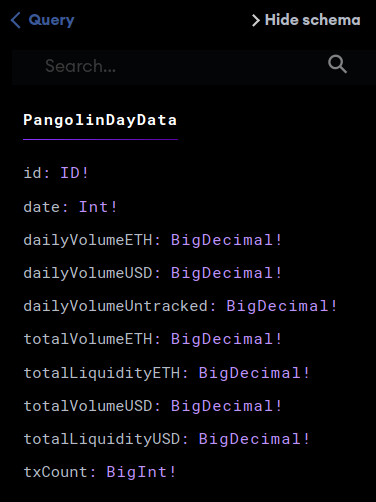 Query
Hide schema
Search...
PangolinDayData
id: ID!
date: Int!
dailyVolumeETH: BigDecimal!
dailyVolumeUSD: BigDecimal!
dailyVolumeUntracked: BigDecimal!
totalVolumeETH: BigDecimal!
totalLiquidityETH: BigDecimal!
totalVolumeUSD: BigDecimal!
totalLiquidityUSD: BigDecimal!
txCount: BigInt!